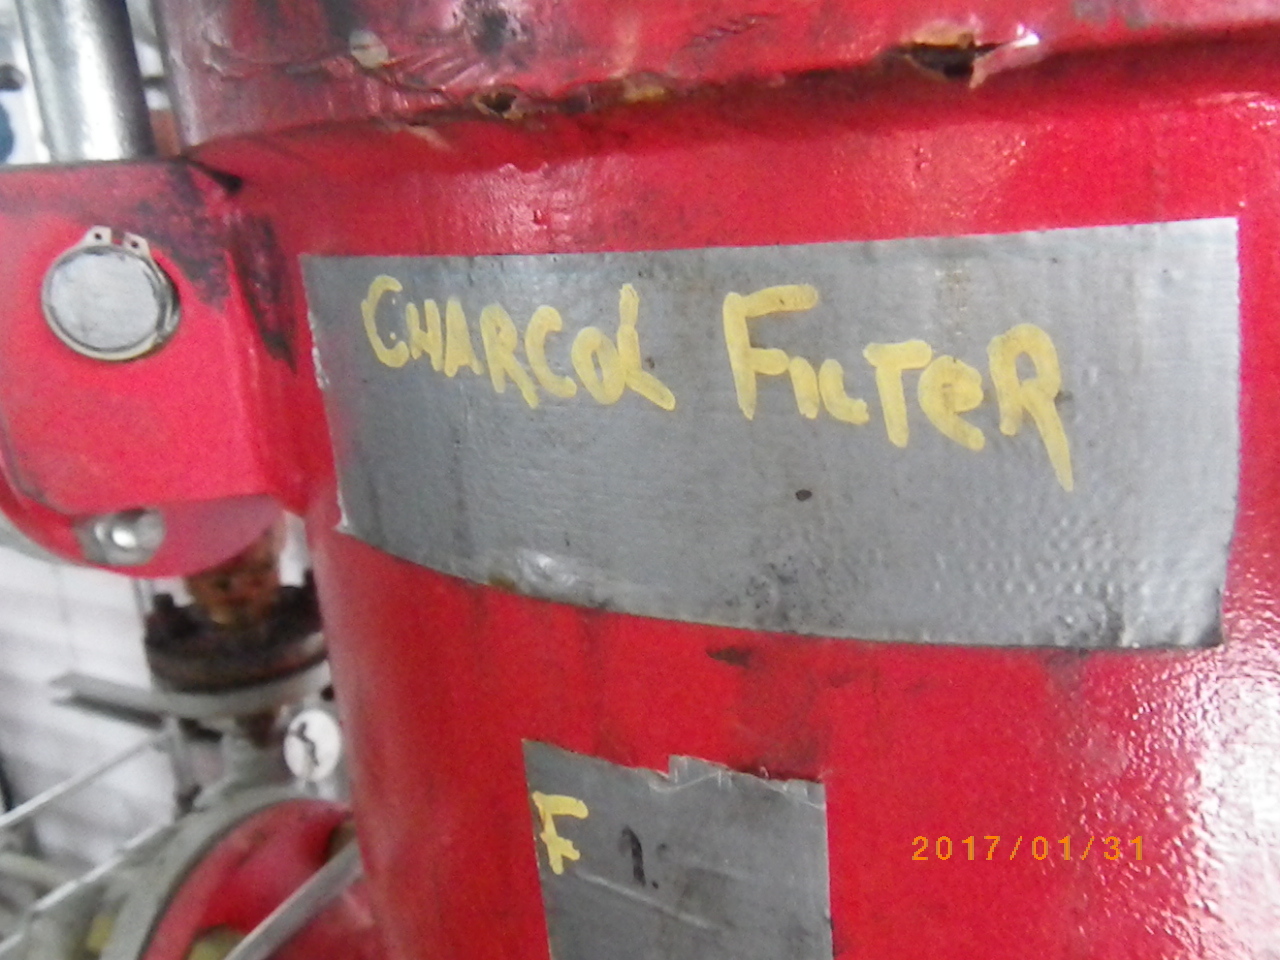 CHARCOL FILTER
F 1.
2017/01/31